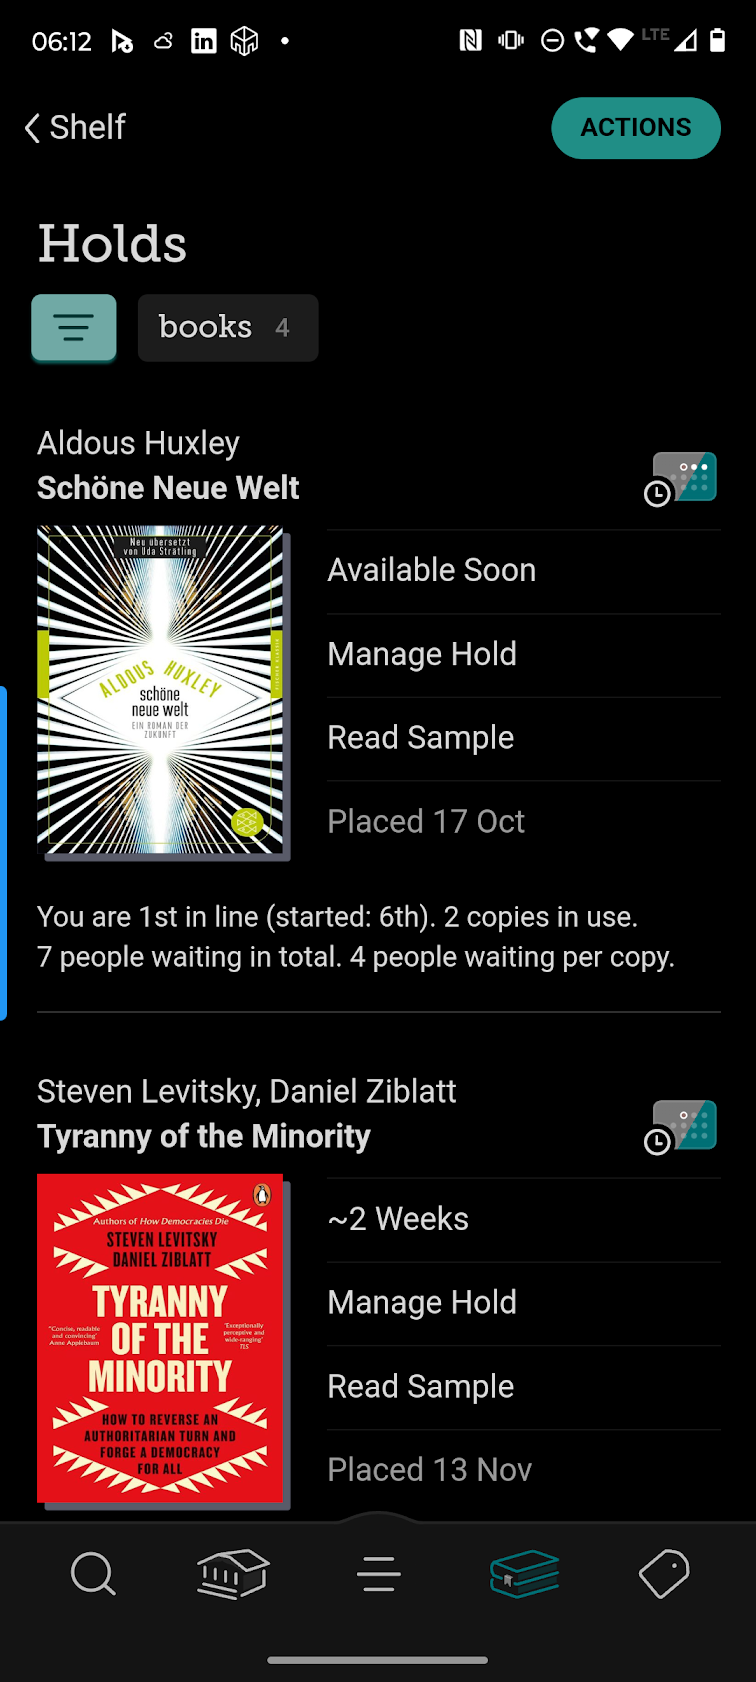 06:12
LTE
Shelf
ACTIONS
Holds
books 4
Aldous Huxley
Schöne Neue Welt
Neu übersetzt
von Uda Strätling
ALDOUS HUXLEY
schöne
neue welt
EIN ROMAN DER
ZUKUNFT
Available Soon
Manage Hold
Read Sample
Placed 17 Oct
You are 1st in line (started: 6th). 2 copies in use.
7 people waiting in total. 4 people waiting per copy.
Steven Levitsky, Daniel Ziblatt
Tyranny of the Minority
Authors of How Democracies Die
STEVEN LEVITSKY
DANIEL ZIBLATT
TYRANNY
OF THE
MINORITY
"Concise, readable
and convincing'
Anne Applebaum
'Exceptionally
perceptive and
wide-ranging'
TLS
HOW TO REVERSE AN
AUTHORITARIAN TURN AND
FORGE A DEMOCRACY
FOR ALL
~2 Weeks
Manage Hold
Read Sample
Placed 13 Nov